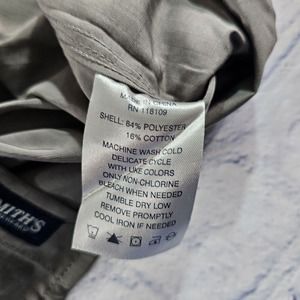 MADE IN CHINA
RN 116109
SHELL: 84% POLYESTER
16% COTTON
MACHINE WASH COLD
DELICATE CYCLE
WITH LIKE COLORS
ONLY NON-CHLORINE
BLEACH WHEN NEEDED
TUMBLE DRY LOW
REMOVE PROMPTLY
COOL IRON IF NEEDED